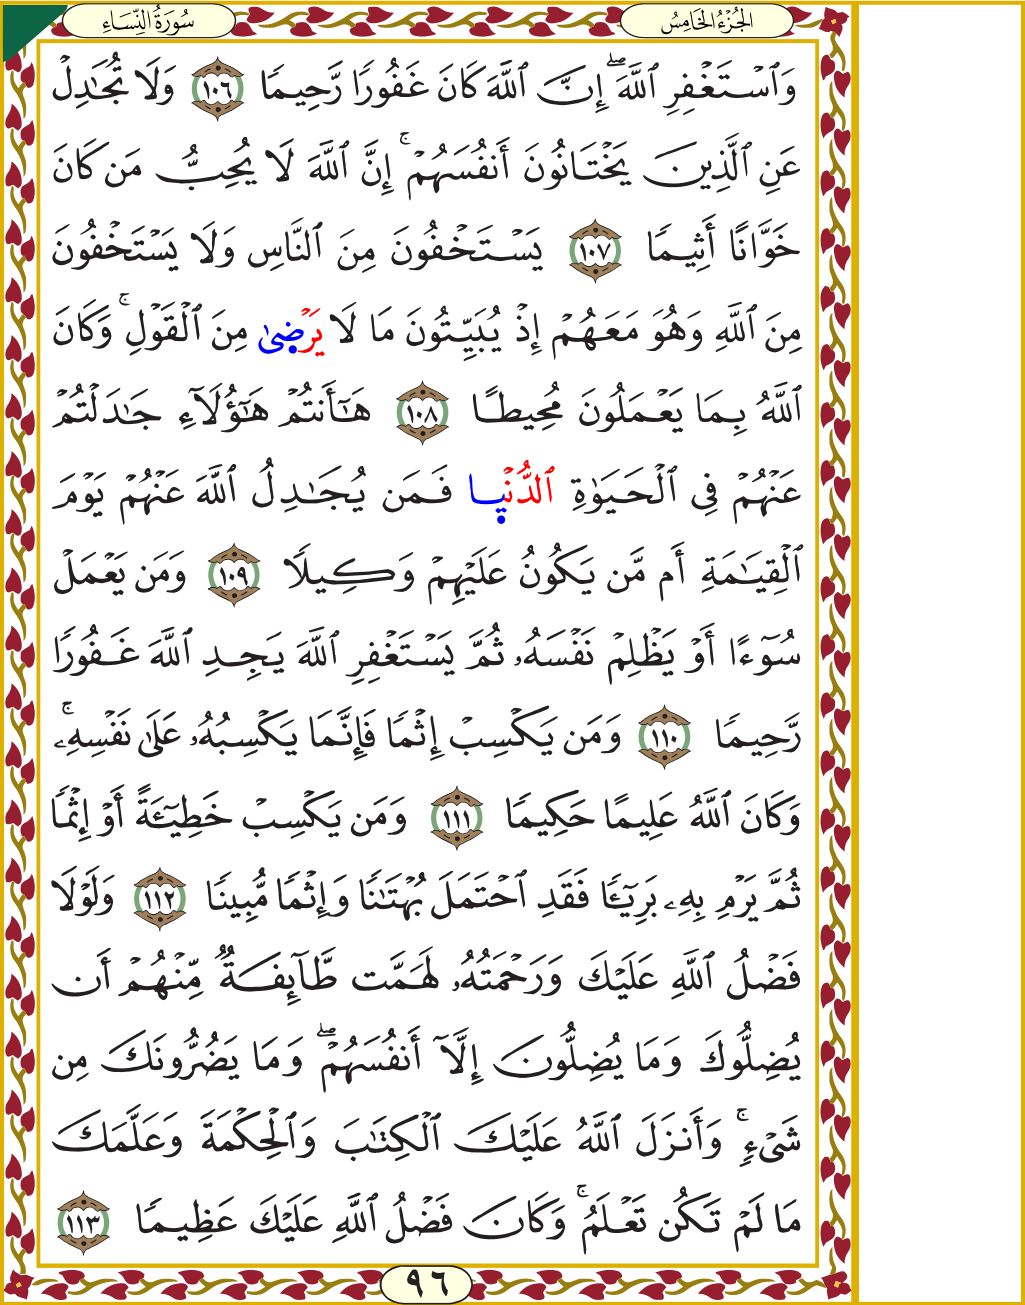 الجُزْءُ الخَامِسُ
سُورَةُ النِّسَاءِ
وَٱسۡتَغۡفِرِ ٱللَّهَۖ إِنَّ ٱللَّهَ كَانَ غَفُورٗا رَّحِيمٗا ١٠٦ وَلَا تُجَٰدِلۡ
عَنِ ٱلَّذِينَ يَخۡتَانُونَ أَنفُسَهُمۡۚ إِنَّ ٱللَّهَ لَا يُحِبُّ مَن كَانَ
خَوَّانًا أَثِيمٗا ١٠٧ يَسۡتَخۡفُونَ مِنَ ٱلنَّاسِ وَلَا يَسۡتَخۡفُونَ
مِنَ ٱللَّهِ وَهُوَ مَعَهُمۡ إِذۡ يُبَيِّتُونَ مَا لَا يَرۡضىٰ مِنَ ٱلۡقَوۡلِۚ وَكَانَ
ٱللَّهُ بِمَا يَعۡمَلُونَ مُحِيطًا ١٠٨ هَٰٓأَنتُمۡ هَٰٓؤُلَآءِ جَٰدَلۡتُمۡ
عَنۡهُمۡ فِي ٱلۡحَيَوٰةِ ٱلدُّنۡيا فَمَن يُجَٰدِلُ ٱللَّهَ عَنۡهُمۡ يَوۡمَ
ٱلۡقِيَٰمَةِ أَم مَّن يَكُونُ عَلَيۡهِمۡ وَكِيلٗا ١٠٩ وَمَن يَعۡمَلۡ
سُوٓءًا أَوۡ يَظۡلِمۡ نَفۡسَهُۥ ثُمَّ يَسۡتَغۡفِرِ ٱللَّهَ يَجِدِ ٱللَّهَ غَفُورٗا
رَّحِيمٗا ١١٠ وَمَن يَكۡسِبۡ إِثۡمٗا فَإِنَّمَا يَكۡسِبُهُۥ عَلَىٰ نَفۡسِهِۦۚ
وَكَانَ ٱللَّهُ عَلِيمًا حَكِيمٗا ١١١ وَمَن يَكۡسِبۡ خَطِيٓـَٔةً أَوۡ إِثۡمٗا
ثُمَّ يَرۡمِ بِهِۦ بَرِيٓـٔٗا فَقَدِ ٱحۡتَمَلَ بُهۡتَٰنٗا وَإِثۡمٗا مُّبِينٗا ١١٢ وَلَوۡلَا
فَضۡلُ ٱللَّهِ عَلَيۡكَ وَرَحۡمَتُهُۥ لَهَمَّت طَّآئِفَةٞ مِّنۡهُمۡ أَن
يُضِلُّوكَ وَمَا يُضِلُّونَ إِلَّآ أَنفُسَهُمۡۖ وَمَا يَضُرُّونَكَ مِن
شَيۡءٖۚ وَأَنزَلَ ٱللَّهُ عَلَيۡكَ ٱلۡكِتَٰبَ وَٱلۡحِكۡمَةَ وَعَلَّمَكَ
مَا لَمۡ تَكُن تَعۡلَمُۚ وَكَانَ فَضۡلُ ٱللَّهِ عَلَيۡكَ عَظِيمٗا ١١٣
٩٦